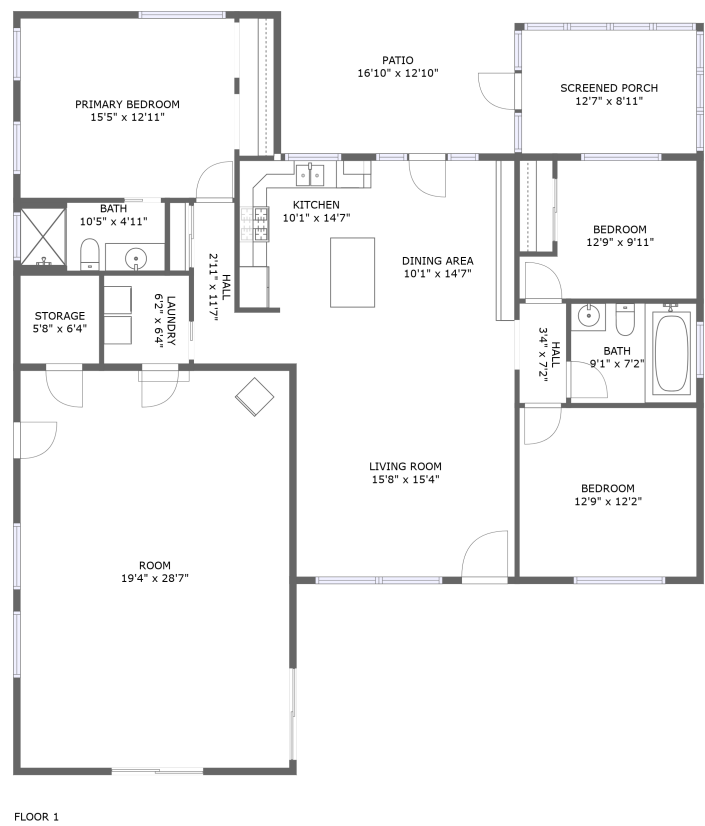 PATIO
16'10" x 12'10"
SCREENED PORCH
12'7" x 8'11"
PRIMARY BEDROOM
15'5" x 12'11"
BATH
10'5" x 4'11"
KITCHEN
10'1" x 14'7"
BEDROOM
12'9" x 9'11"
DINING AREA
10'1" x 14'7"
HALL
2'11" x 11'7"
STORAGE
5'8" x 6'4"
LAUNDRY
6'2" x 6'4"
HALL
3'4" x 7'2"
BATH
9'1" x 7'2"
LIVING ROOM
15'8" x 15'4"
BEDROOM
12'9" x 12'2"
ROOM
19'4" x 28'7"
FLOOR 1